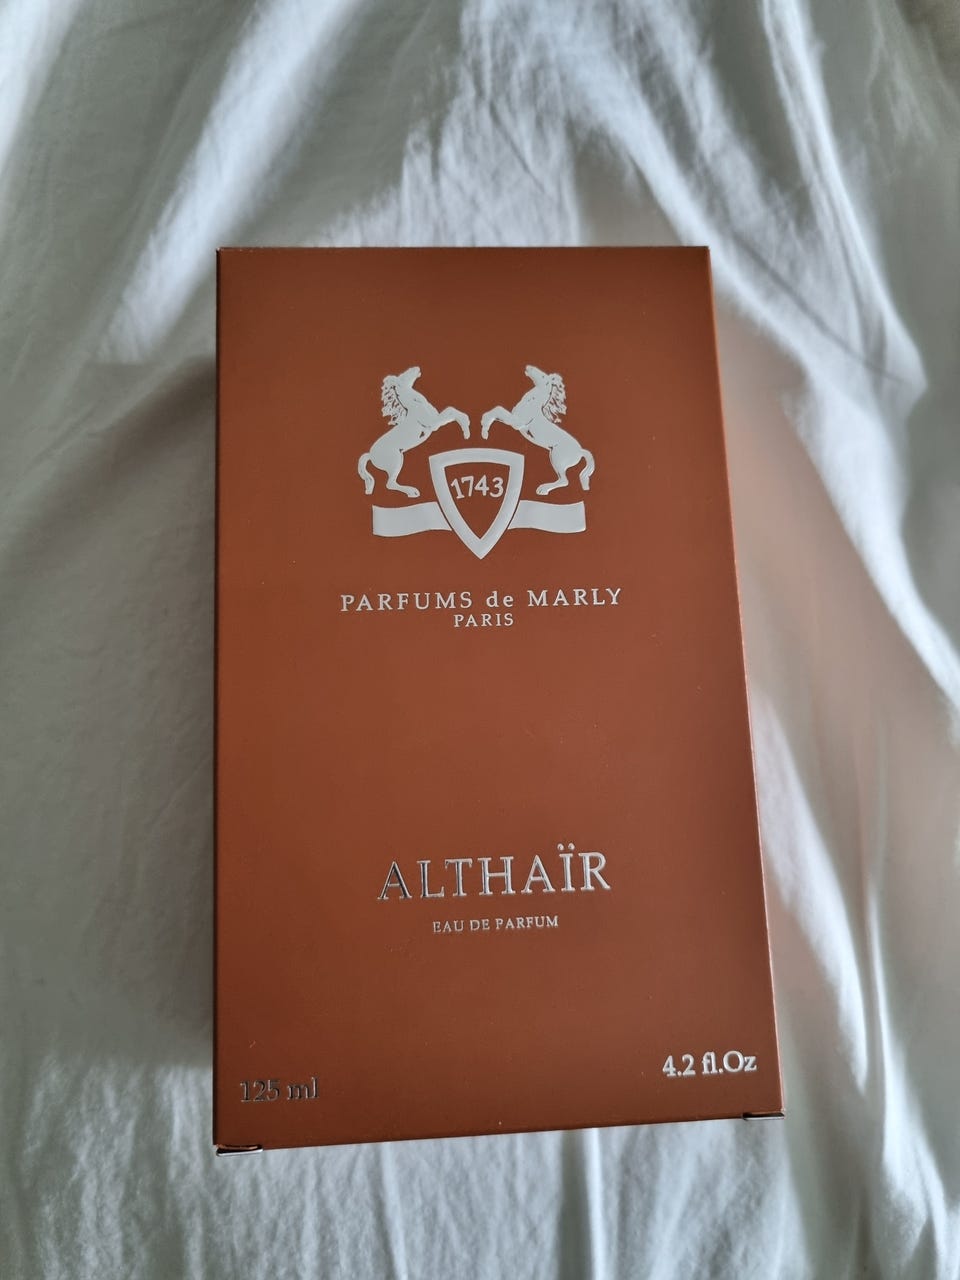 1743
PARFUMS de MARLY
PARIS
ALTHAÏR
EAU DE PARFUM
125 ml
4.2 fl.Oz